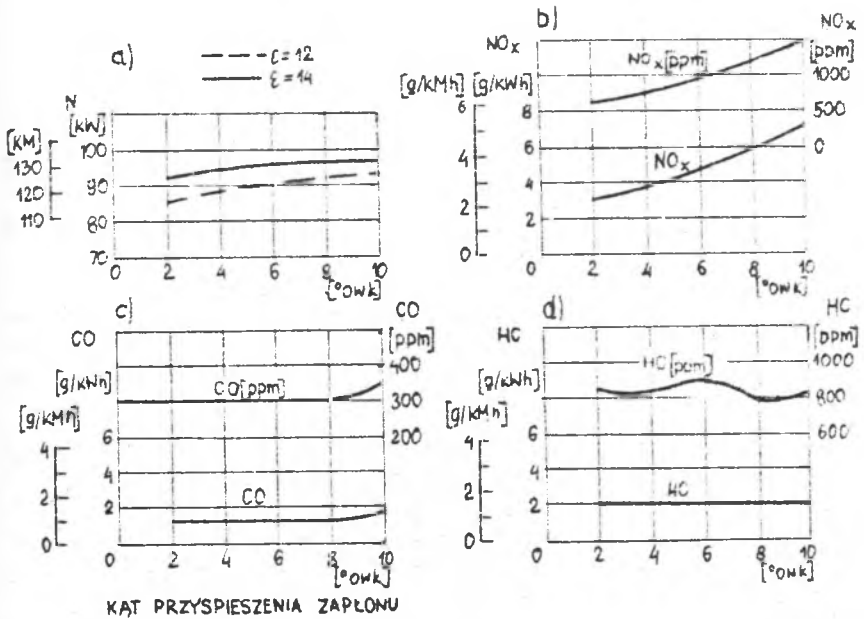 a)
ε=12
ε=14
N
[KM] [kW]
100
130
90
120
110
80
70
0 2 4 6 8 10
[°OWK]
b)
NOx NOx
[g/KMh] [g/kWh] [ppm]
NOx[ppm]
1000
6
8
500
4
6
0
NOx
4
2
2
0
0 2 4 6 8 10
[°OWK]
c)
CO CO
[ppm]
400
[g/kWh]
CO[ppm]
300
[g/KMh]
200
6
4
4
2
CO
2
0
0 2 4 6 8 10
[°OWK]
d)
HC HC
[ppm]
1000
HC[ppm]
[g/kWh]
800
[g/KMh]
600
6
4
4
2
HC
2
0
0 2 4 6 8 10
[°OWK]
KĄT PRZYSPIESZENIA ZAPŁONU